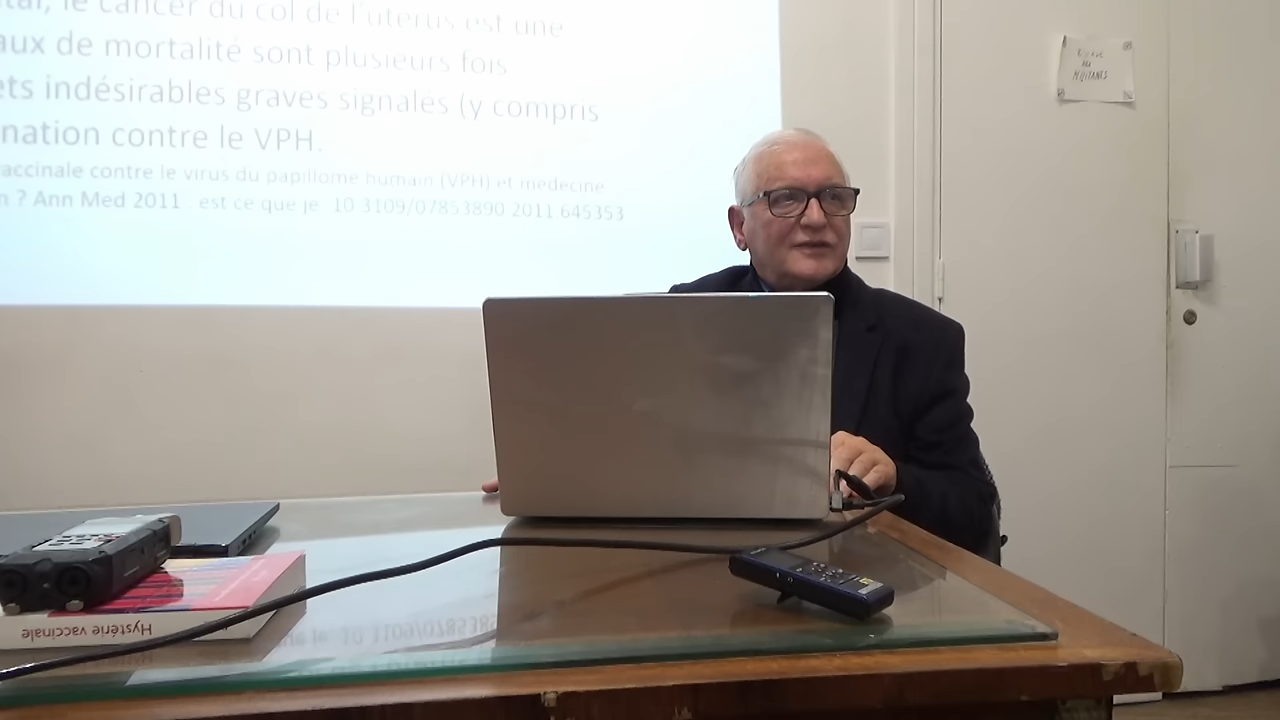 , le cancer du col de l'utérus est une
aux de mortalité sont plusieurs fois
ets indésirables graves signalés (y compris
nation contre le VPH.
accinale contre le virus du papillome humain (VPH) et médecine
n ? Ann Med 2011 est ce que je 10 3109/07853890 2011 645353
MILITANTS
Hystérie vaccinale